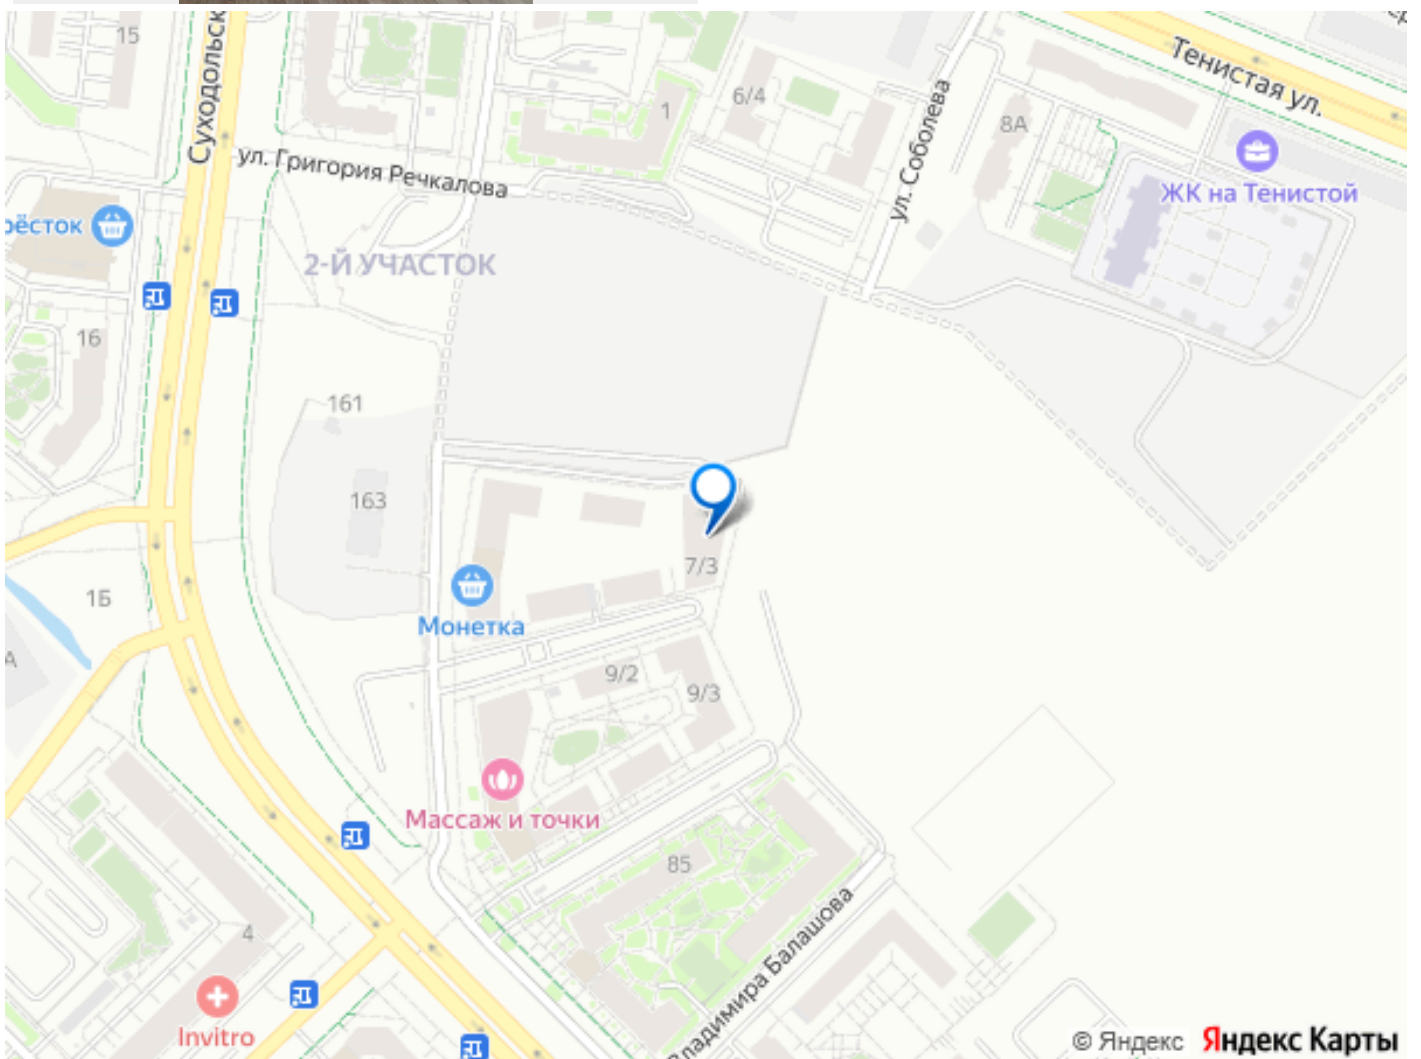 15
Суходольск
Тенистая ул.
6/4
1
ул. Соболева
8А
ул. Григория Речкалова
ЖК на Тенистой
рёсток
2-Й УЧАСТОК
16
161
163
7/3
1Б
Монетка
А
9/2
9/3
Массаж и точки
85
4
Владимира Балашова
Invitro
© Яндекс Яндекс Карты